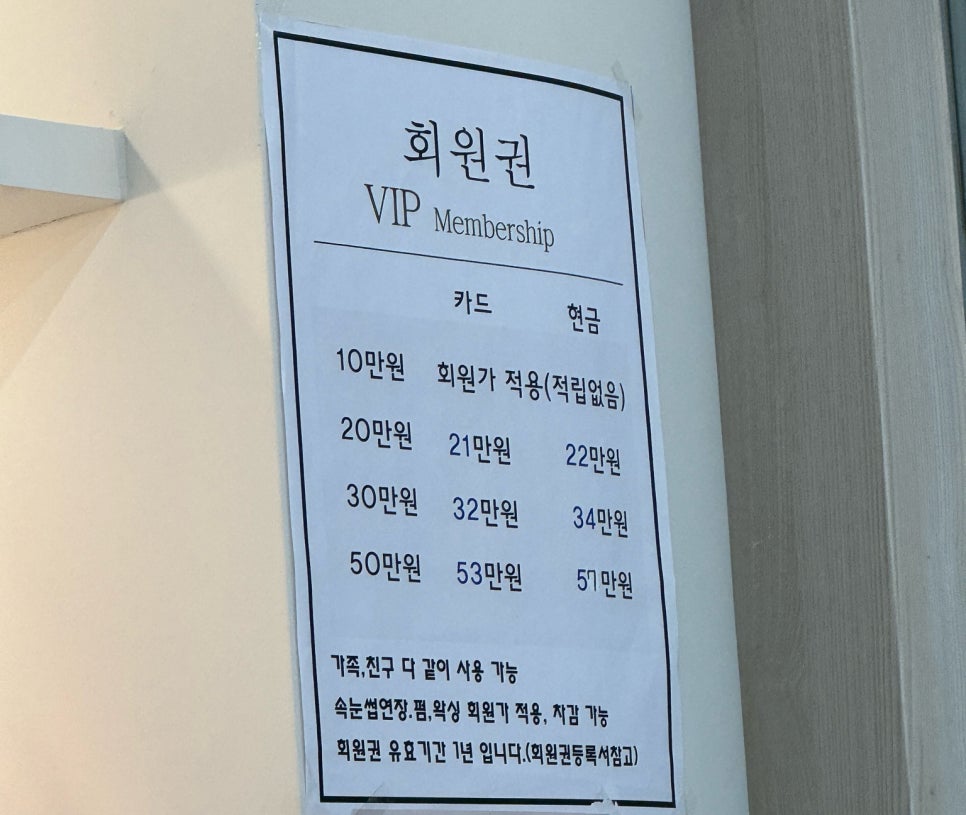 회원권
VIP Membership
카드 현금
10만원 회원가 적용(적립없음)
20만원 21만원 22만원
30만원 32만원 34만원
50만원 53만원 57만원
가족,친구 다 같이 사용 가능
속눈썹연장.펌,왁싱 회원가 적용, 차감 가능
회원권 유효기간 1년 입니다.(회원권등록서참고)